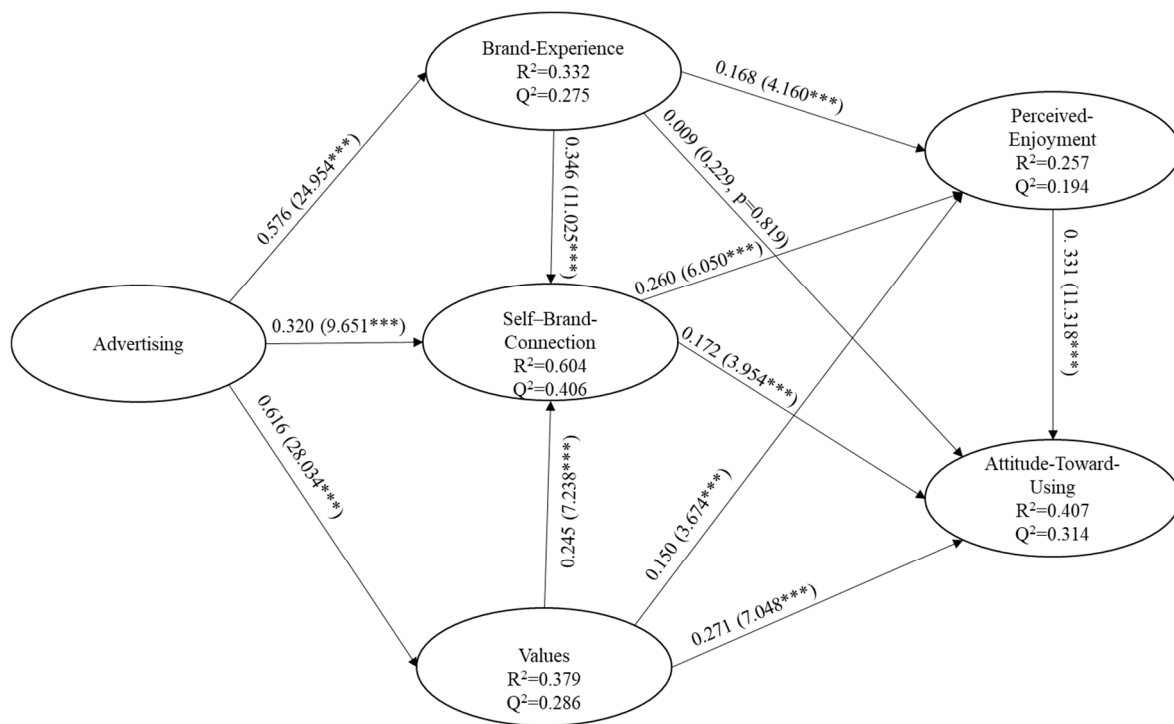 Brand-Experience
R²=0.332
Q²=0.275
0.168 (4.160***)
Perceived-
Enjoyment
R²=0.257
Q²=0.194
0.576 (24.954***)
0.346 (11.025***)
0.009 (0,229, p=0.819)
0.260 (6.050***)
0. 331 (11.318***)
Advertising
0.320 (9.651***)
Self–Brand-
Connection
R²=0.604
Q²=0.406
0.172 (3.954***)
0.616 (28.034***)
0.245 (7.238***)
0.150 (3.674***)
Attitude-Toward-
Using
R²=0.407
Q²=0.314
0.271 (7.048***)
Values
R²=0.379
Q²=0.286